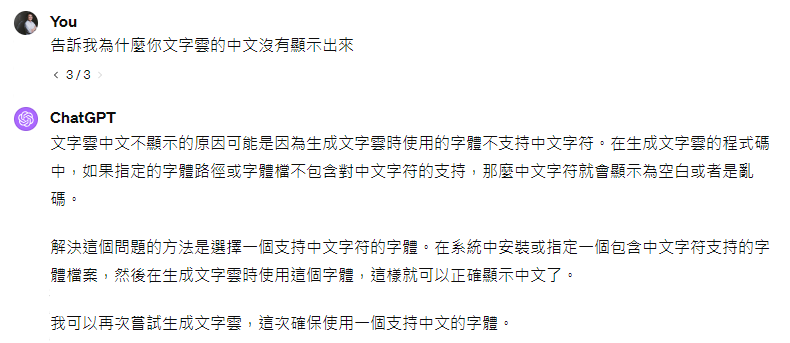 You
告訴我為什麼你文字雲的中文沒有顯示出來
< 3 / 3 >
ChatGPT
文字雲中文不顯示的原因可能是因為生成文字雲時使用的字體不支持中文字符。在生成文字雲的程式碼
中，如果指定的字體路徑或字體檔不包含對中文字符的支持，那麼中文字符就會顯示為空白或者是亂
碼。
解決這個問題的方法是選擇一個支持中文字符的字體。在系統中安裝或指定一個包含中文字符支持的字
體檔案，然後在生成文字雲時使用這個字體，這樣就可以正確顯示中文了。
我可以再次嘗試生成文字雲，這次確保使用一個支持中文的字體。